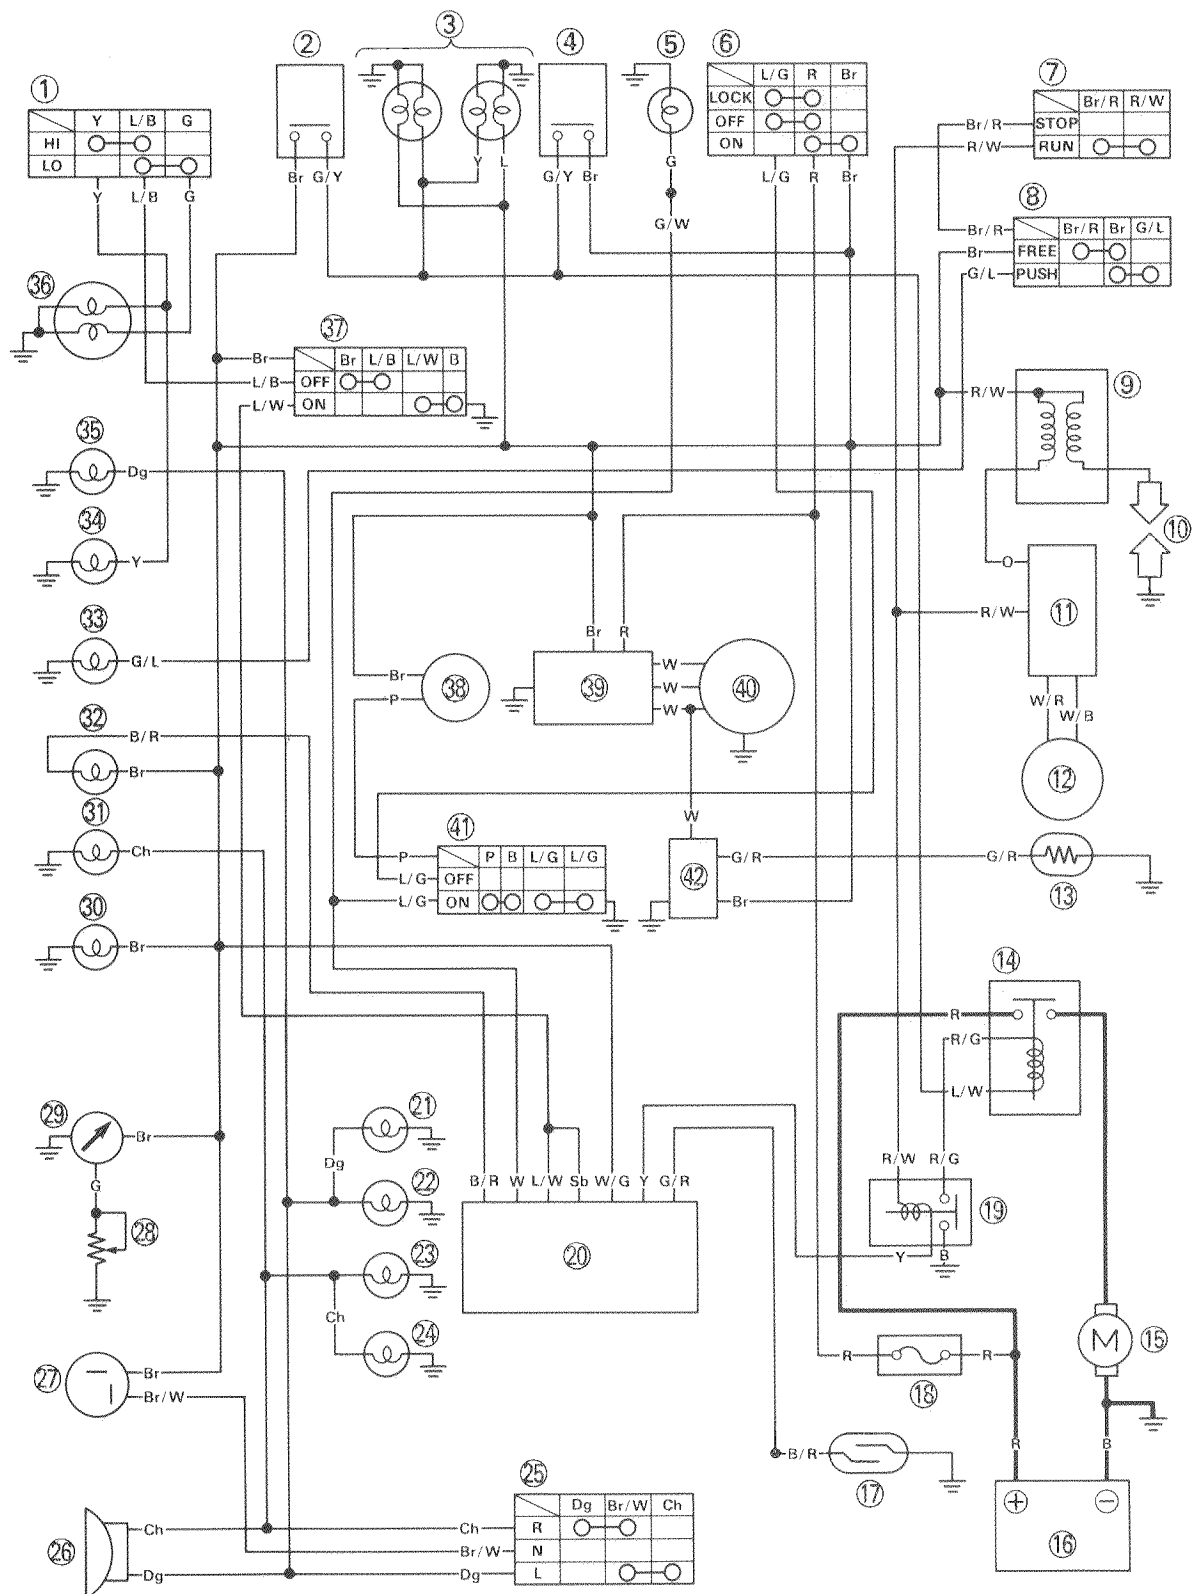 ① ② ③ ④ ⑤ ⑥ ⑦
L/G R Br
LOCK
OFF
ON
L/G R Br
Br/R R/W
STOP
RUN
Br/R
R/W
Y L/B G
HI
LO
Y L/B G
Br G/Y
Y L
G/Y Br
G
G/W
⑧
Br/R Br G/L
FREE
PUSH
Br/R
Br
G/L
㊱
㊲
Br L/B L/W B
OFF
ON
Br
L/B
L/W
R/W
⑨
⑩
㉟
Dg
㉞
Y
O
R/W
⑪
㉝
G/L
Br R
Br
P
㊳
㊴
W
W
W
㊵
W/R W/B
⑫
㉜
B/R
Br
㉛
Ch
W
㊶
P B L/G L/G
OFF
ON
P
L/G
L/G
㊷
G/R
Br
G/R
⑬
㉚
Br
⑭
R
R/G
L/W
㉙
Br
G
㉘
㉑
Dg
㉒
㉓
Ch
㉔
B/R W L/W Sb W/G Y G/R
⑳
R/W R/G
⑲
Y
B
⑮
M
R
R
⑱
㉗
Br
Br/W
B/R
⑰
R
B
+
−
⑯
㉕
Dg Br/W Ch
R
N
L
Ch
Br/W
Dg
㉖
Ch
Dg